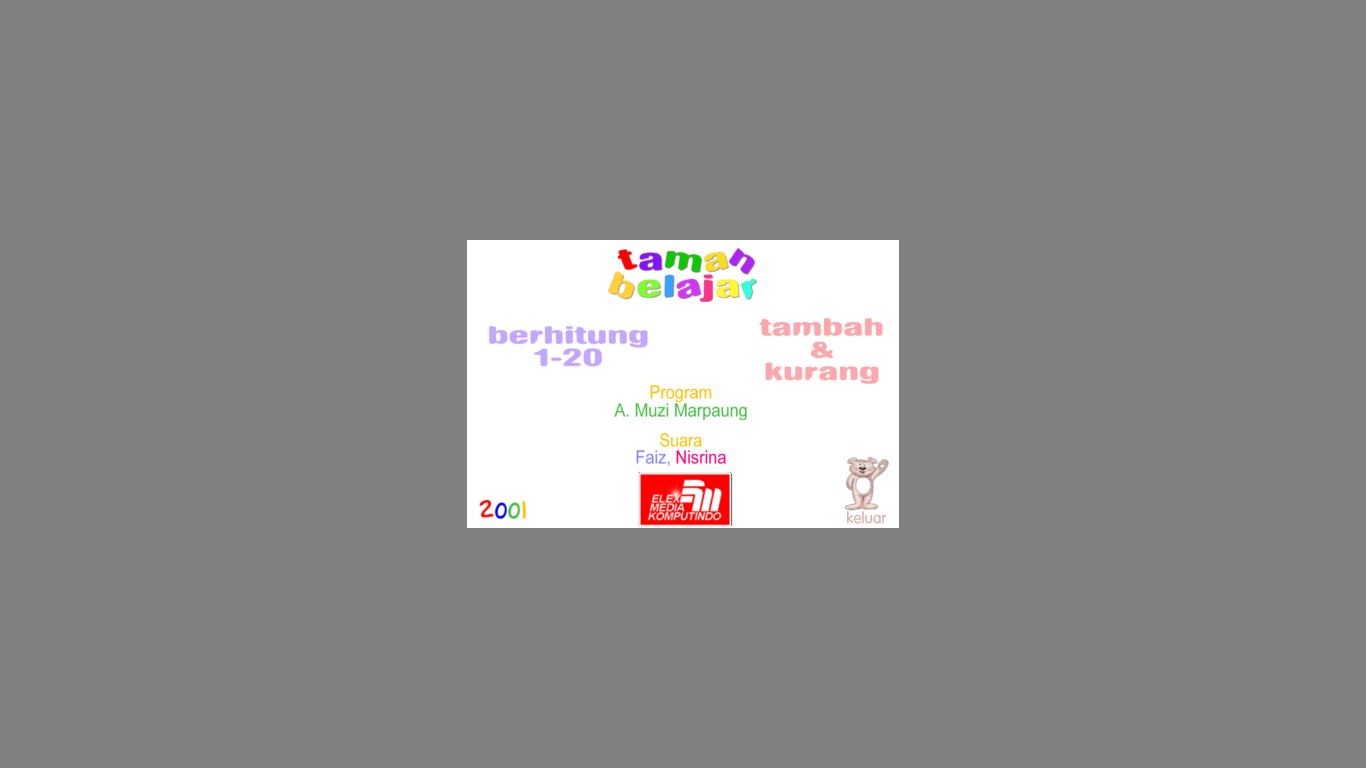 taman
belajar
berhitung
1-20
tambah
&
kurang
Program
A. Muzi Marpaung
Suara
Faiz, Nisrina
ELEX
MEDIA
KOMPUTINDO
2001
keluar